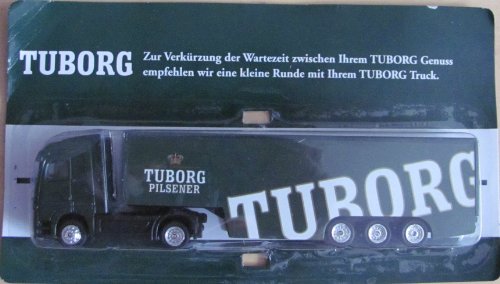 TUBORG
Zur Verkürzung der Wartezeit zwischen Ihrem TUBORG Genuss
empfehlen wir eine kleine Runde mit Ihrem TUBORG Truck.
TUBORG
PILSENER
TUBORG